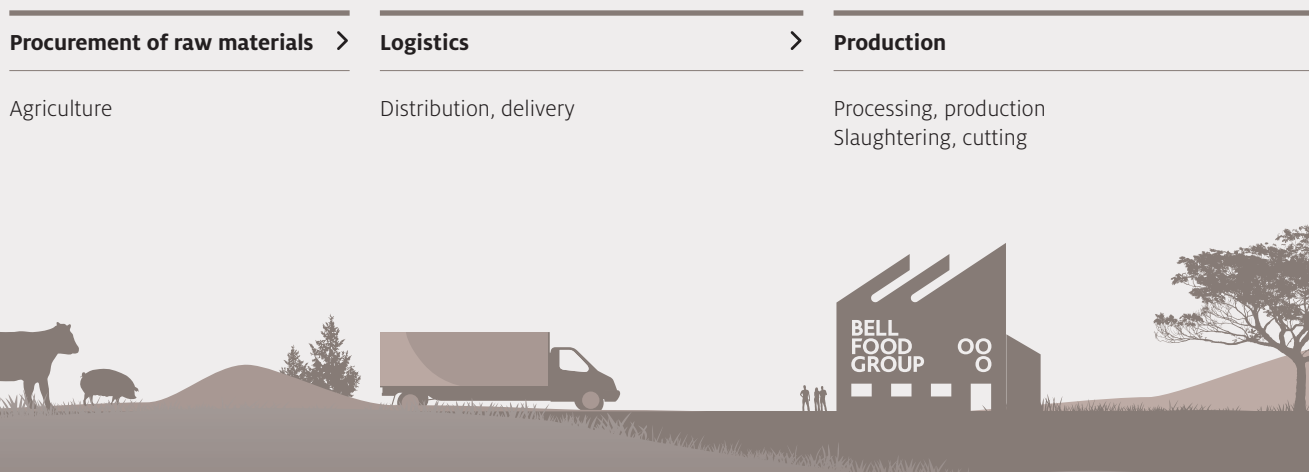 Procurement of raw materials
Logistics
Production
Agriculture
Distribution, delivery
Processing, production
Slaughtering, cutting
BELL
FOOD
GROUP